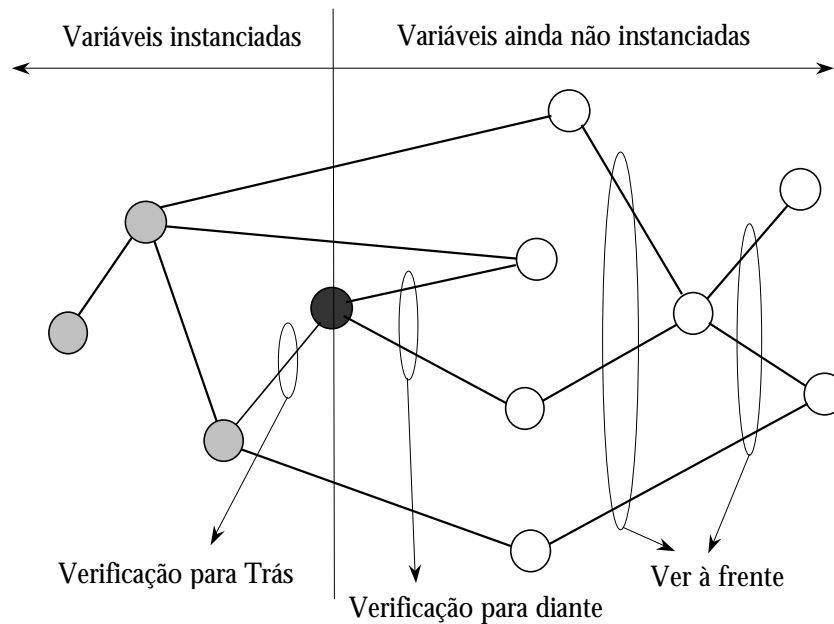 Variáveis instanciadas
Variáveis ainda não instanciadas
Verificação para Trás
Verificação para diante
Ver à frente